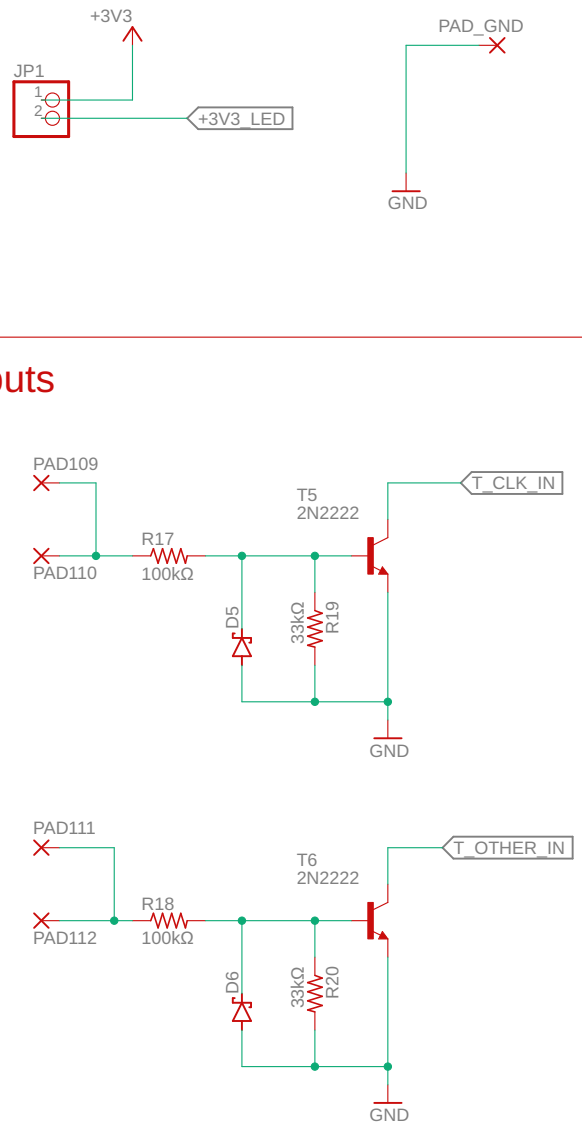 +3V3
PAD_GND
JP1
1
2
+3V3_LED
GND
uts
PAD109
T_CLK_IN
T5
2N2222
R17
PAD110
100kΩ
D5
33kΩ
R19
GND
PAD111
T_OTHER_IN
T6
2N2222
R18
PAD112
100kΩ
D6
33kΩ
R20
GND